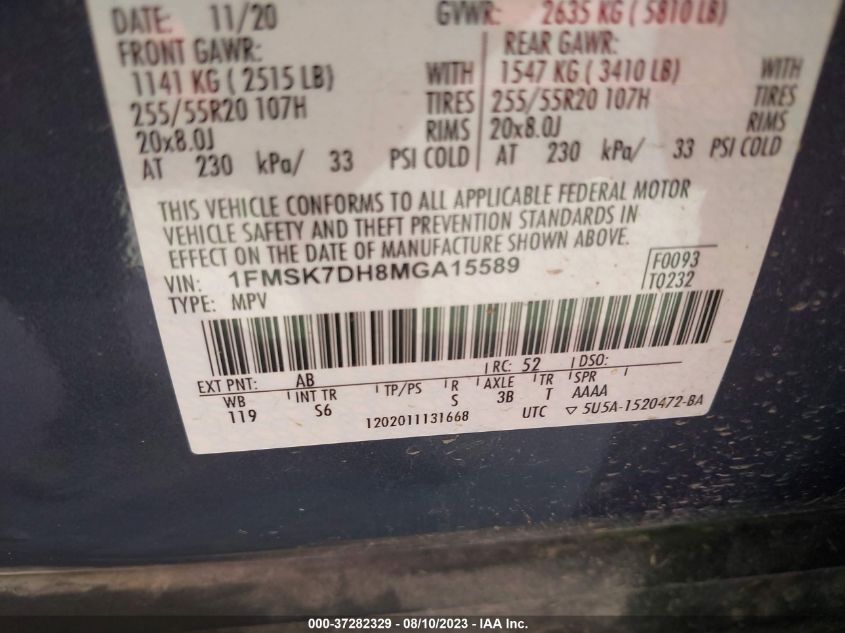 DATE: 11/20 GVWR: 2635 KG ( 5810 LB)
FRONT GAWR: REAR GAWR:
1141 KG ( 2515 LB) WITH 1547 KG ( 3410 LB) WITH
255/55R20 107H TIRES 255/55R20 107H TIRES
20x8.0J RIMS 20x8.0J RIMS
AT 230 kPa/ 33 PSI COLD AT 230 kPa/ 33 PSI COLD
THIS VEHICLE CONFORMS TO ALL APPLICABLE FEDERAL MOTOR
VEHICLE SAFETY AND THEFT PREVENTION STANDARDS IN
EFFECT ON THE DATE OF MANUFACTURE SHOWN ABOVE.
VIN: 1FMSK7DH8MGA15589 F0093
TYPE: MPV T0232
EXT PNT: AB RC: 52 DSO:
WB INT TR TP/PS R AXLE TR SPR
119 S6 S 3B T AAAA
1202011131668 UTC ▽ 5U5A-1520472-BA
000-37282329 - 08/10/2023 - IAA Inc.